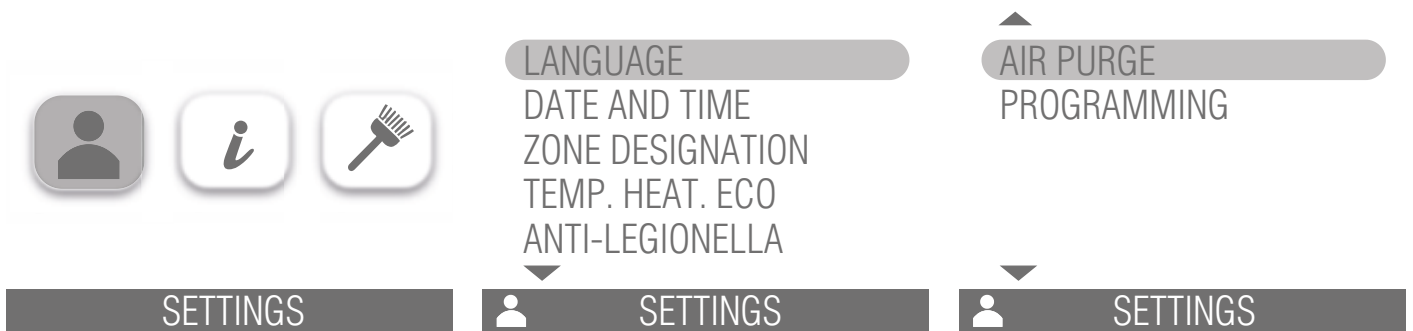 SETTINGS
LANGUAGE
DATE AND TIME
ZONE DESIGNATION
TEMP. HEAT. ECO
ANTI-LEGIONELLA
SETTINGS
AIR PURGE
PROGRAMMING
SETTINGS